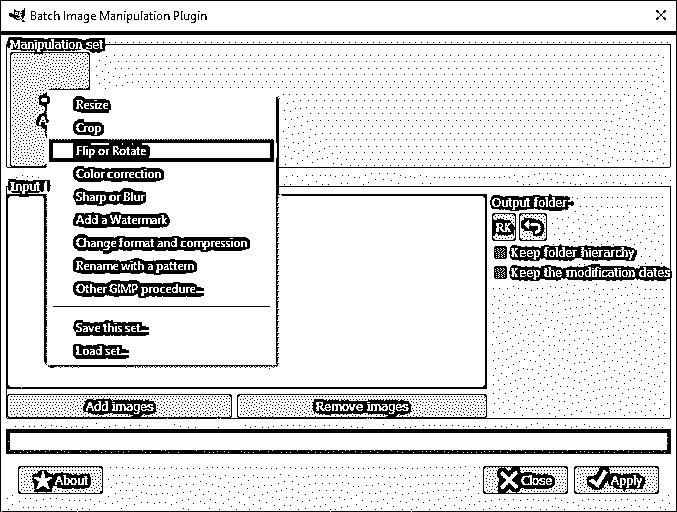 Batch Image Manipulation Plugin
Manipulation set
A
Resize
Crop
Flip or Rotate
Color correction
Sharp or Blur
Add a Watermark
Change format and compression
Rename with a pattern
Other GIMP procedure...
Save this set...
Load set...
Input
Output folder
RK
Keep folder hierarchy
Keep the modification dates
Add images
Remove images
About
Close
Apply